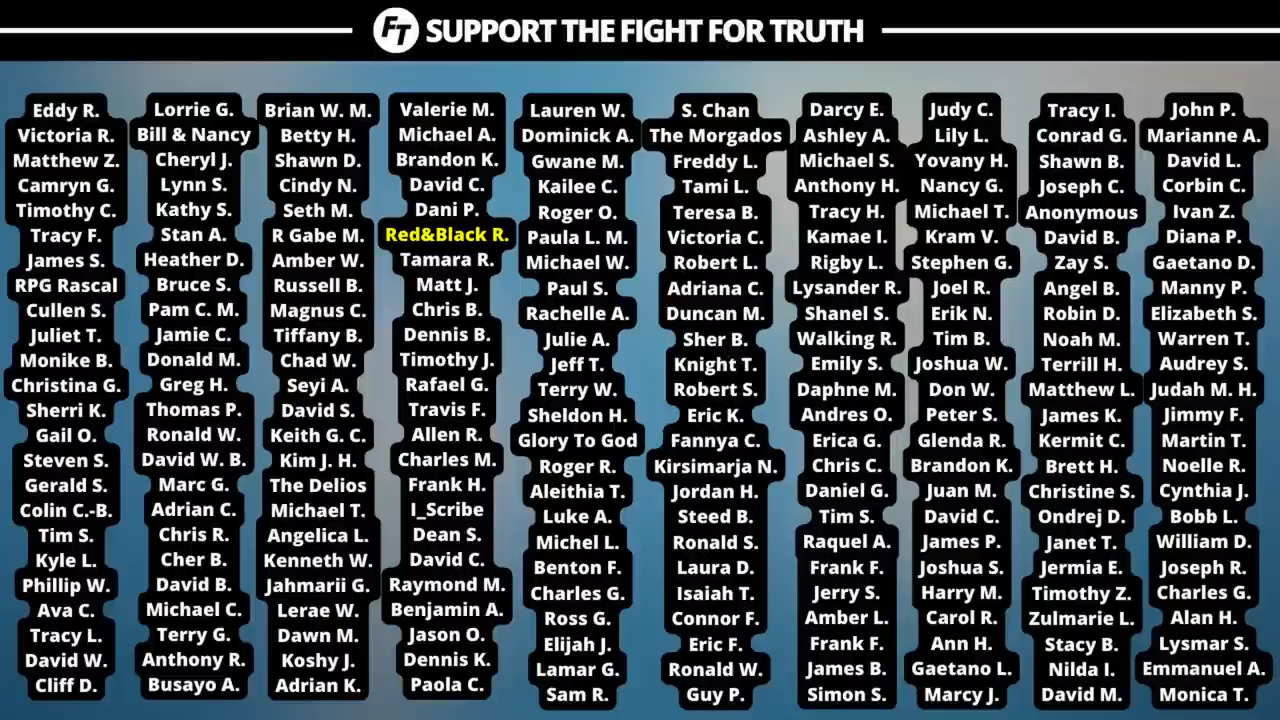 FT SUPPORT THE FIGHT FOR TRUTH
Eddy R.
Victoria R.
Matthew Z.
Camryn G.
Timothy C.
Tracy F.
James S.
RPG Rascal
Cullen S.
Juliet T.
Monike B.
Christina G.
Sherri K.
Gail O.
Steven S.
Gerald S.
Colin C.-B.
Tim S.
Kyle L.
Phillip W.
Ava C.
Tracy L.
David W.
Cliff D.
Lorrie G.
Bill & Nancy
Cheryl J.
Lynn S.
Kathy S.
Stan A.
Heather D.
Bruce S.
Pam C. M.
Jamie C.
Donald M.
Greg H.
Thomas P.
Ronald W.
David W. B.
Marc G.
Adrian C.
Chris R.
Cher B.
David B.
Michael C.
Terry G.
Anthony R.
Busayo A.
Brian W. M.
Betty H.
Shawn D.
Cindy N.
Seth M.
R Gabe M.
Amber W.
Russell B.
Magnus C.
Tiffany B.
Chad W.
Seyi A.
David S.
Keith G. C.
Kim J. H.
The Delios
Michael T.
Angelica L.
Kenneth W.
Jahmarii G.
Lerae W.
Dawn M.
Koshy J.
Adrian K.
Valerie M.
Michael A.
Brandon K.
David C.
Dani P.
Red&Black R.
Tamara R.
Matt J.
Chris B.
Dennis B.
Timothy J.
Rafael G.
Travis F.
Allen R.
Charles M.
Frank H.
I_Scribe
Dean S.
David C.
Raymond M.
Benjamin A.
Jason O.
Dennis K.
Paola C.
Lauren W.
Dominick A.
Gwane M.
Kailee C.
Roger O.
Paula L. M.
Michael W.
Paul S.
Rachelle A.
Julie A.
Jeff T.
Terry W.
Sheldon H.
Glory To God
Roger R.
Aleithia T.
Luke A.
Michel L.
Benton F.
Charles G.
Ross G.
Elijah J.
Lamar G.
Sam R.
S. Chan
The Morgados
Freddy L.
Tami L.
Teresa B.
Victoria C.
Robert L.
Adriana C.
Duncan M.
Sher B.
Knight T.
Robert S.
Eric K.
Fannya C.
Kirsimarja N.
Jordan H.
Steed B.
Ronald S.
Laura D.
Isaiah T.
Connor F.
Eric F.
Ronald W.
Guy P.
Darcy E.
Ashley A.
Michael S.
Anthony H.
Tracy H.
Kamae I.
Rigby L.
Lysander R.
Shanel S.
Walking R.
Emily S.
Daphne M.
Andres O.
Erica G.
Chris C.
Daniel G.
Tim S.
Raquel A.
Frank F.
Jerry S.
Amber L.
Frank F.
James B.
Simon S.
Judy C.
Lily L.
Yovany H.
Nancy G.
Michael T.
Kram V.
Stephen G.
Joel R.
Erik N.
Tim B.
Joshua W.
Don W.
Peter S.
Glenda R.
Brandon K.
Juan M.
David C.
James P.
Joshua S.
Harry M.
Carol R.
Ann H.
Gaetano L.
Marcy J.
Tracy I.
Conrad G.
Shawn B.
Joseph C.
Anonymous
David B.
Zay S.
Angel B.
Robin D.
Noah M.
Terrill H.
Matthew L.
James K.
Kermit C.
Brett H.
Christine S.
Ondrej D.
Janet T.
Jermia E.
Timothy Z.
Zulmarie L.
Stacy B.
Nilda I.
David M.
John P.
Marianne A.
David L.
Corbin C.
Ivan Z.
Diana P.
Gaetano D.
Manny P.
Elizabeth S.
Warren T.
Audrey S.
Judah M. H.
Jimmy F.
Martin T.
Noelle R.
Cynthia J.
Bobb L.
William D.
Joseph R.
Charles G.
Alan H.
Lysmar S.
Emmanuel A.
Monica T.